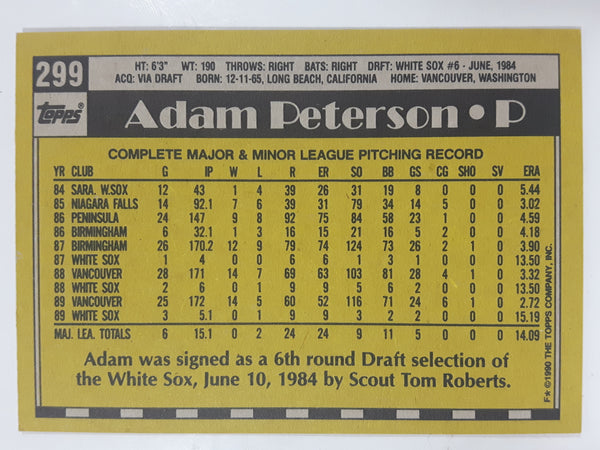 299
HT: 6'3" WT: 190 THROWS: RIGHT BATS: RIGHT DRFT: WHITE SOX #6 - JUNE, 1984
ACQ: VIA DRAFT BORN: 12-11-65, LONG BEACH, CALIFORNIA HOME: VANCOUVER, WASHINGTON
Topps®
Adam Peterson • P
COMPLETE MAJOR & MINOR LEAGUE PITCHING RECORD
YR CLUB G IP W L R ER SO BB GS CG SHO SV ERA
84 SARA. W.SOX 12 43 1 4 39 26 31 19 8 0 0 0 5.44
85 NIAGARA FALLS 14 92.1 7 6 39 31 79 34 14 5 0 0 3.02
86 PENINSULA 24 147 9 8 92 75 84 58 23 1 0 0 4.59
86 BIRMINGHAM 6 32.1 1 3 16 15 21 15 6 0 0 0 4.18
87 BIRMINGHAM 26 170.2 12 9 79 74 124 73 26 2 1 0 3.90
87 WHITE SOX 1 4 0 0 6 6 1 3 1 0 0 0 13.50
88 VANCOUVER 28 171 14 7 69 63 103 81 28 4 1 0 3.32
88 WHITE SOX 2 6 0 1 9 9 5 6 2 0 0 0 13.50
89 VANCOUVER 25 172 14 5 60 52 116 71 24 6 1 0 2.72
89 WHITE SOX 3 5.1 0 1 9 9 3 2 2 0 0 0 15.19
MAJ. LEA. TOTALS 6 15.1 0 2 24 24 9 11 5 0 0 0 14.09
Adam was signed as a 6th round Draft selection of
the White Sox, June 10, 1984 by Scout Tom Roberts.
F★ ©1990 THE TOPPS COMPANY, INC.